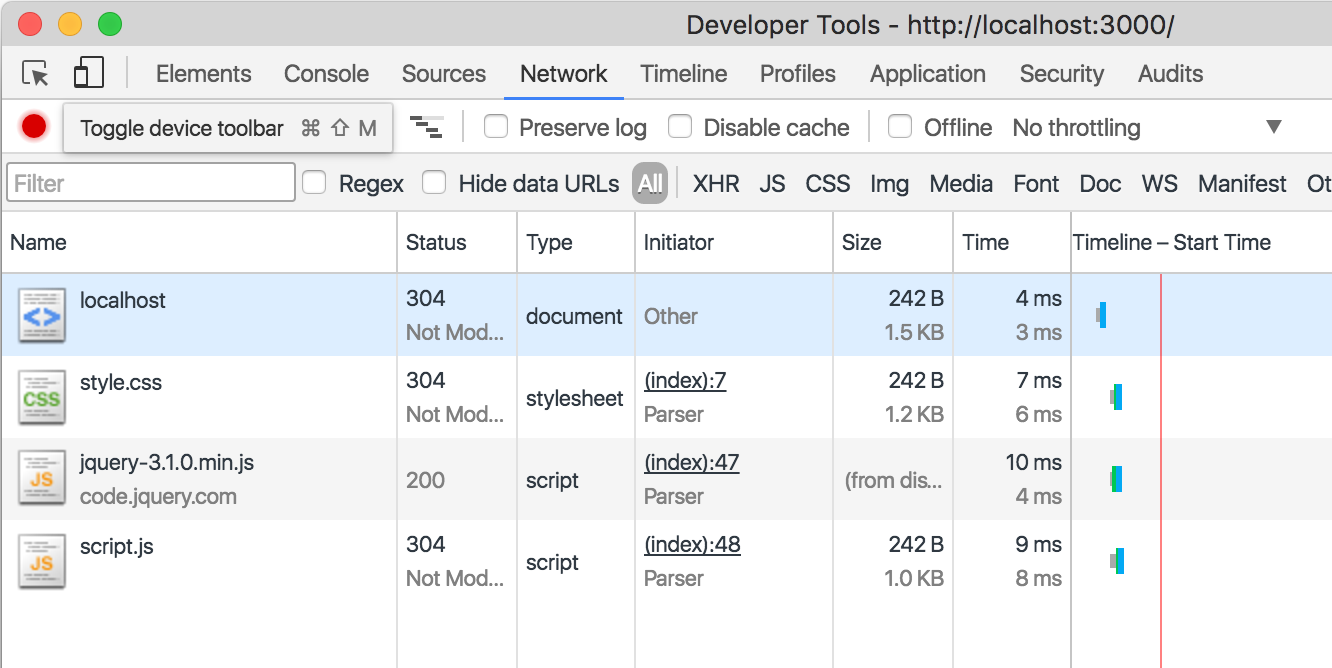 Developer Tools - http://localhost:3000/
Elements Console Sources Network Timeline Profiles Application Security Audits
Toggle device toolbar ⌘ ⇧ M Preserve log Disable cache Offline No throttling
Filter Regex Hide data URLs All XHR JS CSS Img Media Font Doc WS Manifest Ot
Name Status Type Initiator Size Time Timeline – Start Time
<> localhost 304 document Other 242 B 4 ms
Not Mod... 1.5 KB 3 ms
CSS style.css 304 stylesheet (index):7 242 B 7 ms
Not Mod... Parser 1.2 KB 6 ms
JS jquery-3.1.0.min.js 200 script (index):47 (from dis... 10 ms
code.jquery.com Parser 4 ms
JS script.js 304 script (index):48 242 B 9 ms
Not Mod... Parser 1.0 KB 8 ms